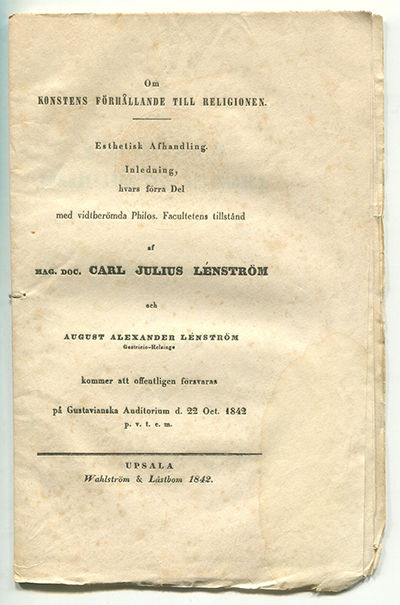 Om
KONSTENS FÖRHÅLLANDE TILL RELIGIONEN.
Esthetisk Afhandling.
Inledning,
hvars förra Del
med vidtberömda Philos. Facultetens tillstånd
af
MAG. DOC. CARL JULIUS LÉNSTRÖM
och
AUGUST ALEXANDER LÉNSTRÖM
Gestricio-Helsinge
kommer att offentligen försvaras
på Gustavianska Auditorium d. 22 Oct. 1842
p. v. t. e. m.
UPSALA
Wahlström & Låstbom 1842.